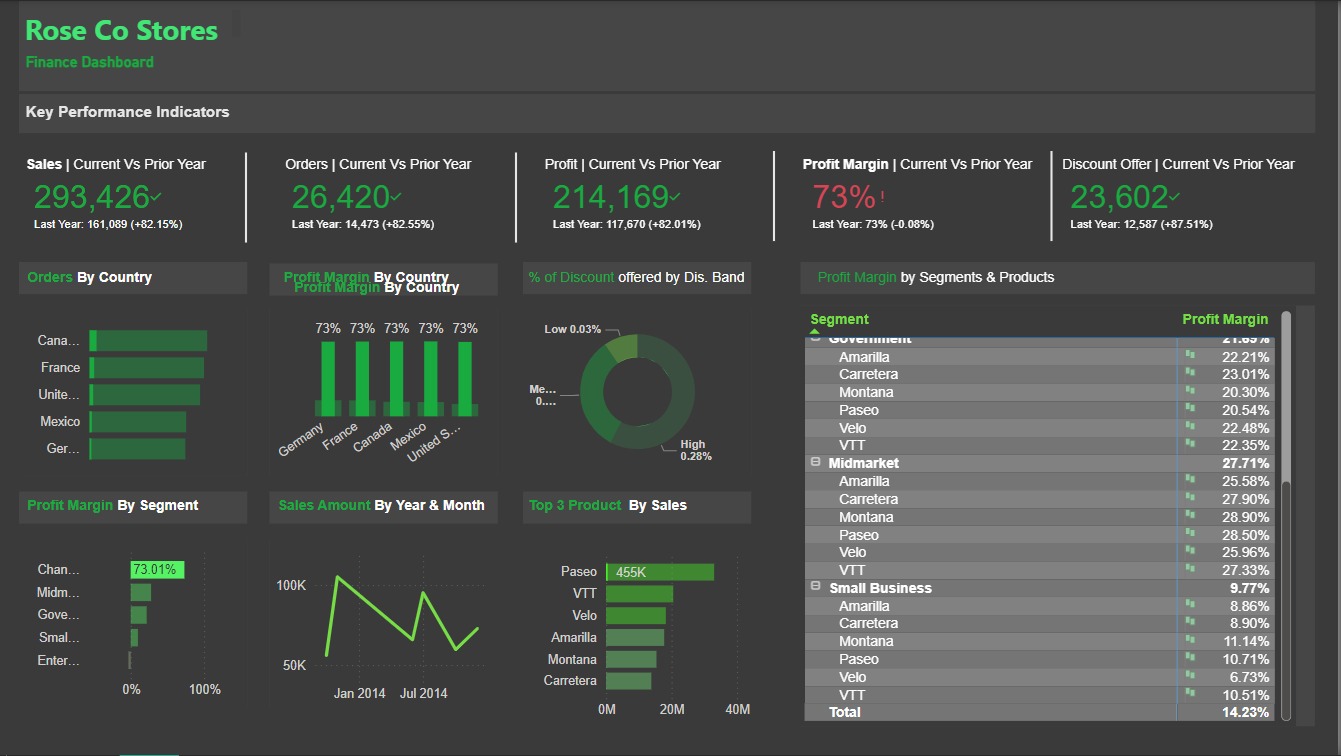 Rose Co Stores
Finance Dashboard
Key Performance Indicators
Sales | Current Vs Prior Year
293,426
Last Year: 161,089 (+82.15%)
Orders | Current Vs Prior Year
26,420
Last Year: 14,473 (+82.55%)
Profit | Current Vs Prior Year
214,169
Last Year: 117,670 (+82.01%)
Profit Margin | Current Vs Prior Year
73%!
Last Year: 73% (-0.08%)
Discount Offer | Current Vs Prior Year
23,602
Last Year: 12,587 (+87.51%)
Orders By Country
Cana...
France
Unite...
Mexico
Ger...
Profit Margin By Country
Profit Margin By Country
73% 73% 73% 73% 73%
Germany
France
Canada
Mexico
United S...
% of Discount offered by Dis. Band
Low 0.03%
Me...
0....
High
0.28%
Profit Margin by Segments & Products
Segment Profit Margin
Government 21.69%
Amarilla 22.21%
Carretera 23.01%
Montana 20.30%
Paseo 20.54%
Velo 22.48%
VTT 22.35%
Midmarket 27.71%
Amarilla 25.58%
Carretera 27.90%
Montana 28.90%
Paseo 28.50%
Velo 25.96%
VTT 27.33%
Small Business 9.77%
Amarilla 8.86%
Carretera 8.90%
Montana 11.14%
Paseo 10.71%
Velo 6.73%
VTT 10.51%
Total 14.23%
Profit Margin By Segment
Chan... 73.01%
Midm...
Gove...
Smal...
Enter...
0% 100%
Sales Amount By Year & Month
100K
50K
Jan 2014 Jul 2014
Top 3 Product By Sales
Paseo 455K
VTT
Velo
Amarilla
Montana
Carretera
0M 20M 40M